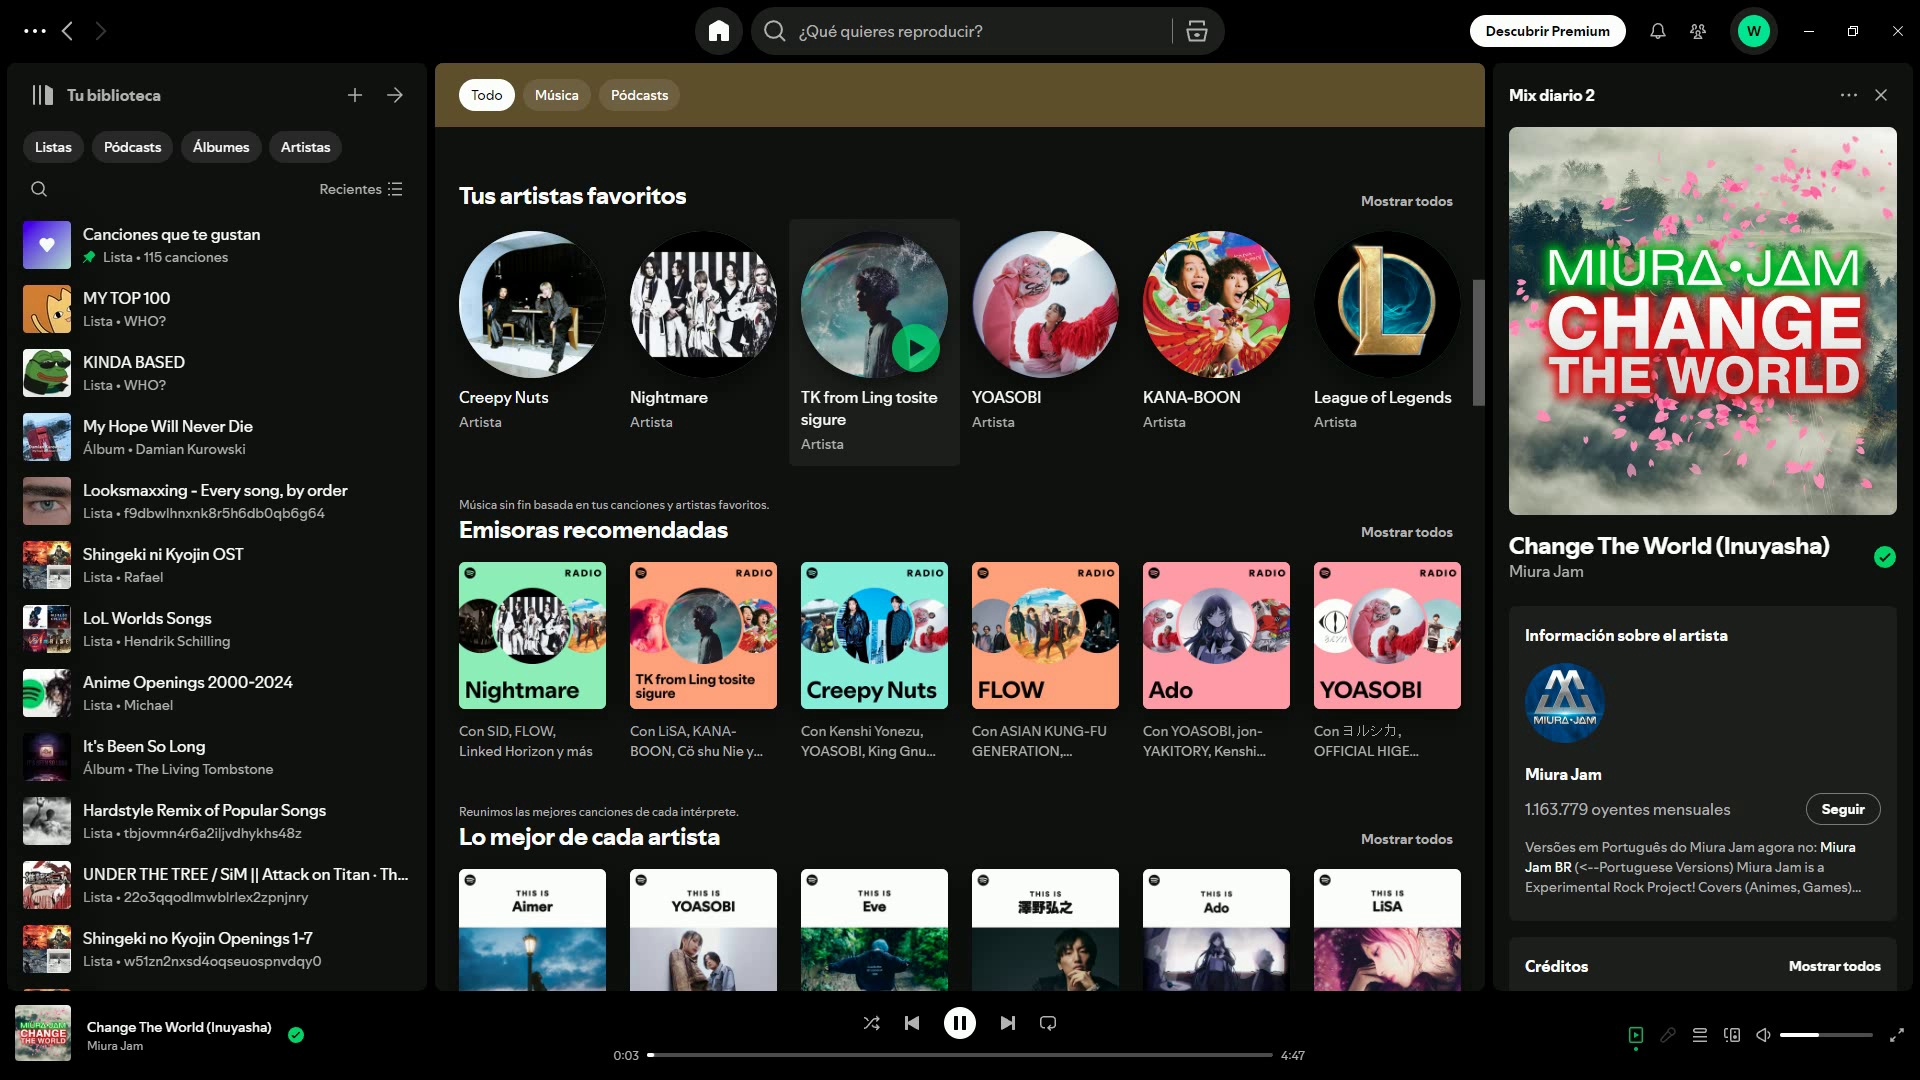 ¿Qué quieres reproducir?
Descubrir Premium
W
Tu biblioteca
Listas
Pódcasts
Álbumes
Artistas
Recientes
Canciones que te gustan
Lista • 115 canciones
MY TOP 100
Lista • WHO?
KINDA BASED
Lista • WHO?
My Hope Will Never Die
Álbum • Damian Kurowski
Looksmaxxing - Every song, by order
Lista • f9dbwlhnxnk8r5h6db0qb6g64
Shingeki ni Kyojin OST
Lista • Rafael
LoL Worlds Songs
Lista • Hendrik Schilling
Anime Openings 2000-2024
Lista • Michael
It's Been So Long
Álbum • The Living Tombstone
Hardstyle Remix of Popular Songs
Lista • tbjovmn4r6a2iljvdhykhs48z
UNDER THE TREE / SiM || Attack on Titan · Th...
Lista • 22o3qqodlmwblrlex2zpnjnry
Shingeki no Kyojin Openings 1-7
Lista • w51zn2nxsd4oqseuospnvdqy0
Todo
Música
Pódcasts
Tus artistas favoritos
Mostrar todos
Creepy Nuts
Artista
Nightmare
Artista
TK from Ling tosite
sigure
Artista
YOASOBI
Artista
KANA-BOON
Artista
League of Legends
Artista
Música sin fin basada en tus canciones y artistas favoritos.
Emisoras recomendadas
Mostrar todos
RADIO
Nightmare
Con SID, FLOW,
Linked Horizon y más
RADIO
TK from Ling tosite
sigure
Con LiSA, KANA-
BOON, Cö shu Nie y...
RADIO
Creepy Nuts
Con Kenshi Yonezu,
YOASOBI, King Gnu...
RADIO
FLOW
Con ASIAN KUNG-FU
GENERATION,...
RADIO
Ado
Con YOASOBI, jon-
YAKITORY, Kenshi...
RADIO
YOASOBI
Con ヨルシカ,
OFFICIAL HIGE...
Reunimos las mejores canciones de cada intérprete.
Lo mejor de cada artista
Mostrar todos
THIS IS
Aimer
THIS IS
YOASOBI
THIS IS
Eve
THIS IS
澤野弘之
THIS IS
Ado
THIS IS
LiSA
Mix diario 2
MIURA•JAM
CHANGE
THE WORLD
Change The World (Inuyasha)
Miura Jam
Información sobre el artista
MIURA•JAM
Miura Jam
1.163.779 oyentes mensuales
Seguir
Versões em Português do Miura Jam agora no: Miura
Jam BR (<--Portuguese Versions) Miura Jam is a
Experimental Rock Project! Covers (Animes, Games)...
Créditos
Mostrar todos
MIURA•JAM
CHANGE
THE WORLD
Change The World (Inuyasha)
Miura Jam
0:03
4:47